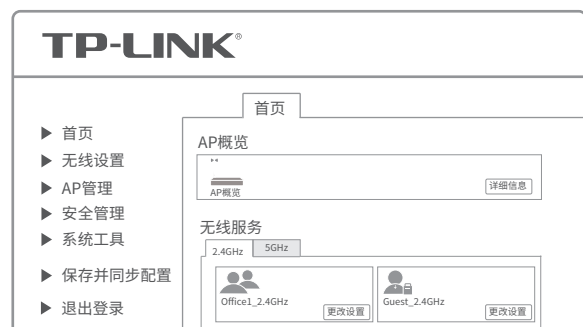 TP-LINK®
首页
首页
无线设置
AP管理
安全管理
系统工具
保存并同步配置
退出登录
AP概览
AP概览
详细信息
无线服务
2.4GHz 5GHz
Office1_2.4GHz
更改设置
Guest_2.4GHz
更改设置